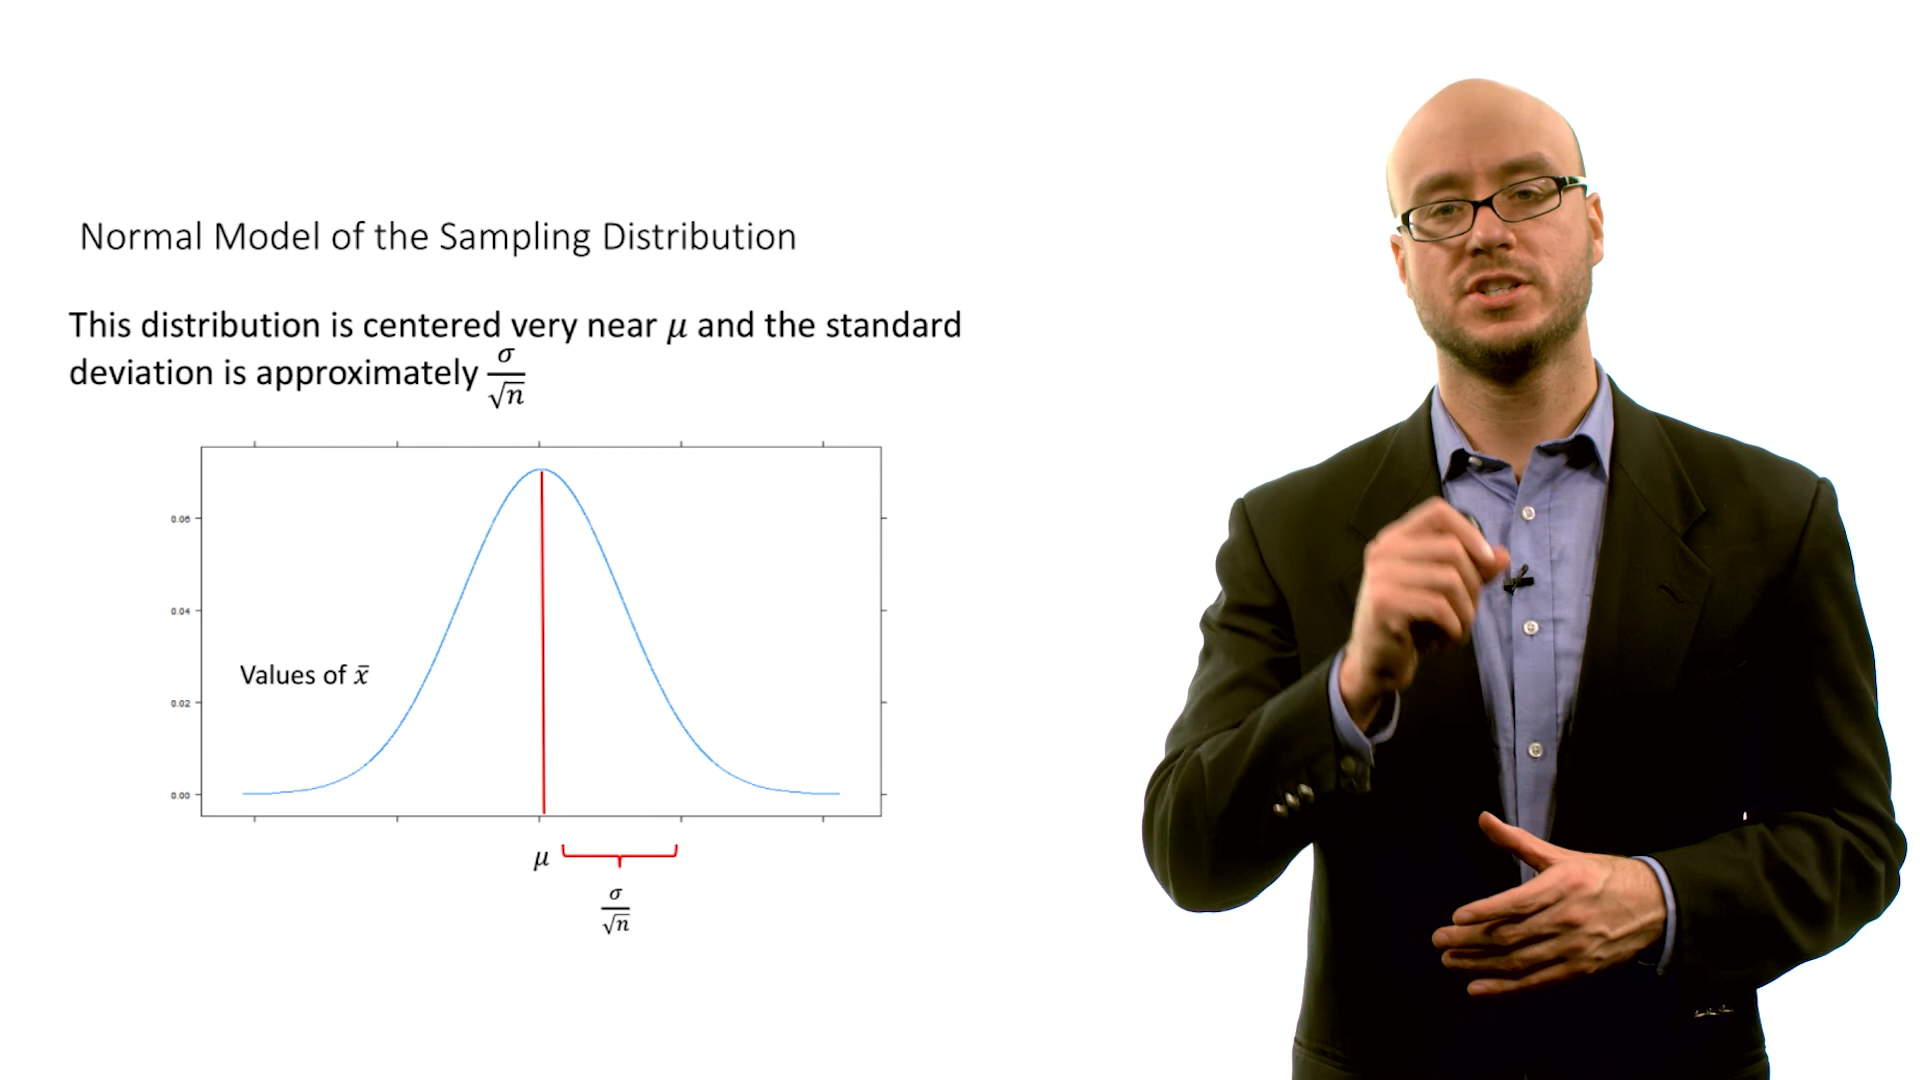 Normal Model of the Sampling Distribution
This distribution is centered very near μ and the standard
deviation is approximately σ/√n
0.06
0.04
Values of x̄
0.02
0.00
μ
σ/√n